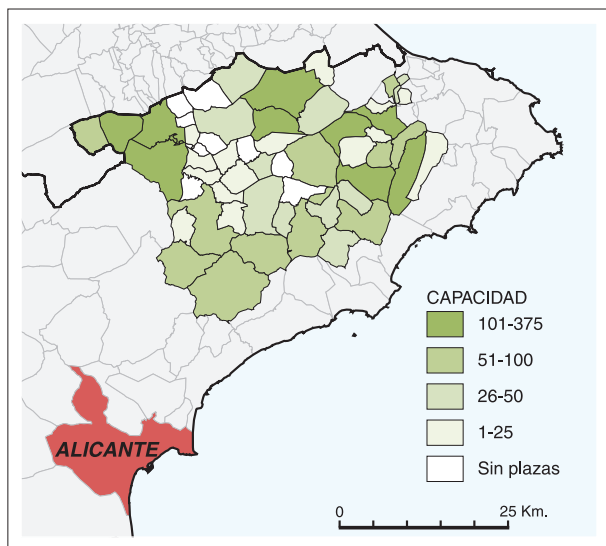 CAPACIDAD
101-375
51-100
26-50
1-25
Sin plazas
ALICANTE
0 25 Km.